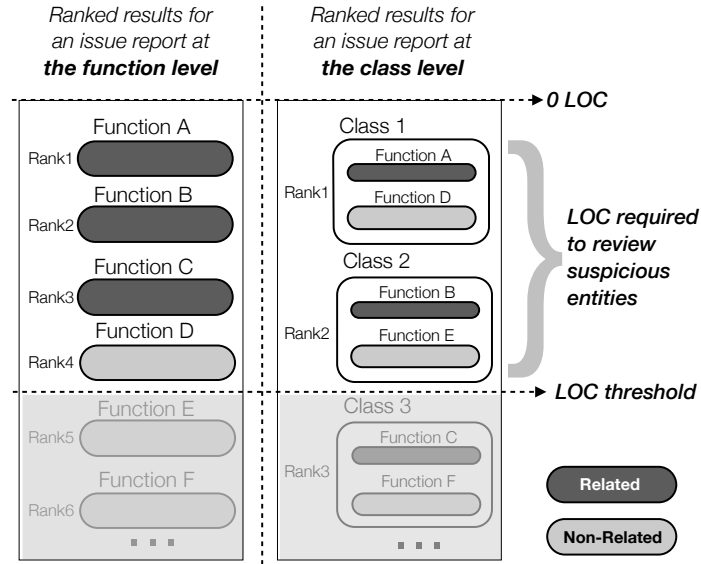 Ranked results for
an issue report at
the function level
Ranked results for
an issue report at
the class level
0 LOC
Function A
Rank1
Function B
Rank2
Function C
Rank3
Function D
Rank4
Function E
Rank5
Function F
Rank6
Class 1
Function A
Rank1
Function D
Class 2
Function B
Rank2
Function E
Class 3
Function C
Rank3
Function F
LOC required
to review
suspicious
entities
LOC threshold
Related
Non-Related